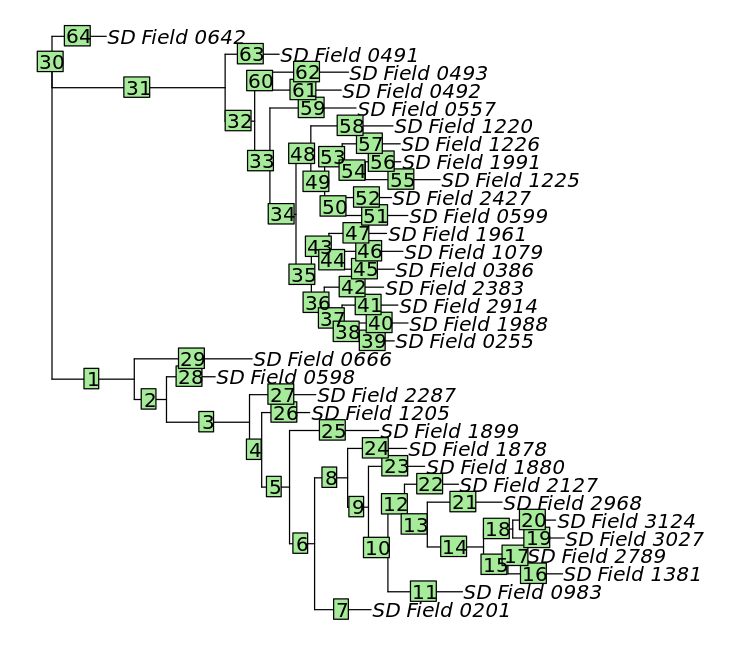 64 SD Field 0642
30
63 SD Field 0491
62 SD Field 0493
60
31
61 SD Field 0492
59 SD Field 0557
32
58 SD Field 1220
57 SD Field 1226
48
53
33
56 SD Field 1991
54
55 SD Field 1225
49
52 SD Field 2427
50
34
51 SD Field 0599
47 SD Field 1961
43
46 SD Field 1079
44
45 SD Field 0386
35
42 SD Field 2383
36
41 SD Field 2914
37
40 SD Field 1988
38
39 SD Field 0255
29 SD Field 0666
1
28 SD Field 0598
27 SD Field 2287
2
26 SD Field 1205
3
25 SD Field 1899
4
24 SD Field 1878
23 SD Field 1880
8
22 SD Field 2127
5
21 SD Field 2968
12
9
20 SD Field 3124
13
18
19 SD Field 3027
6
10
14
17 SD Field 2789
15
16 SD Field 1381
11 SD Field 0983
7 SD Field 0201